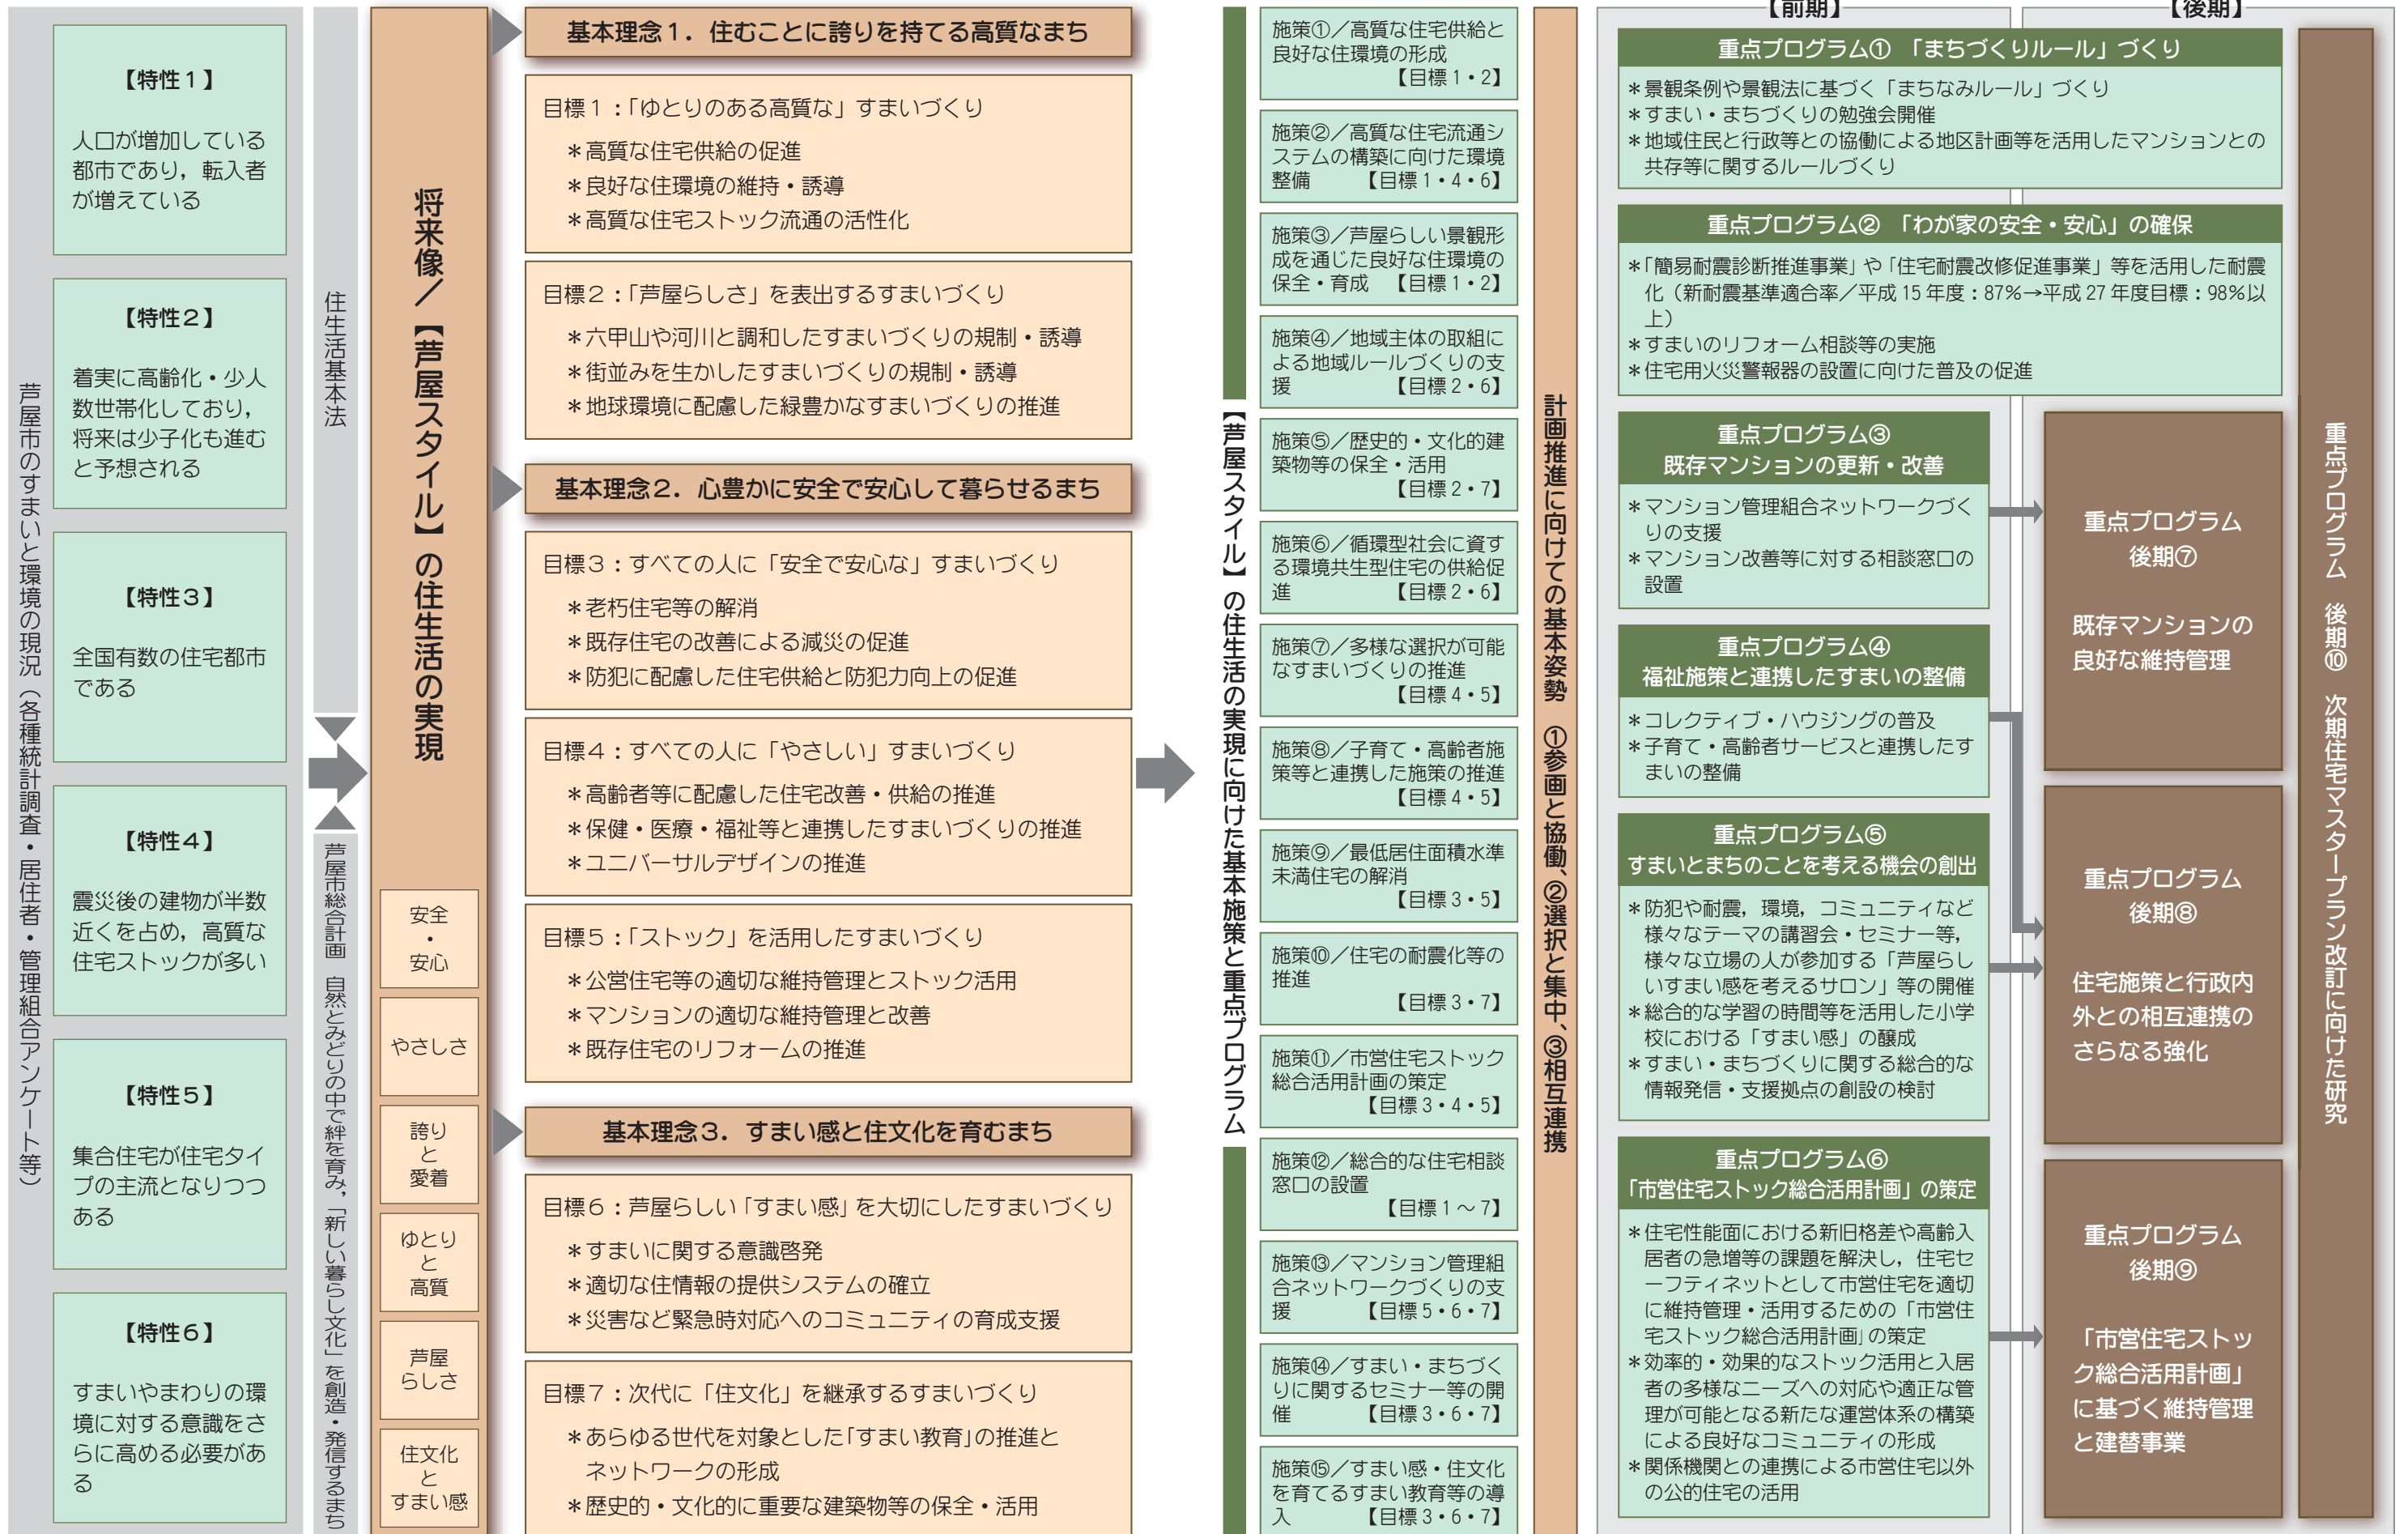 芦屋市のすまいと環境の現況（各種統計調査・居住者・管理組合アンケート等）
【特性１】
人口が増加している
都市であり，転入者
が増えている
【特性２】
着実に高齢化・少人
数世帯化しており，
将来は少子化も進む
と予想される
【特性３】
全国有数の住宅都市
である
【特性４】
震災後の建物が半数
近くを占め，高質な
住宅ストックが多い
【特性５】
集合住宅が住宅タイ
プの主流となりつつ
ある
【特性６】
すまいやまわりの環
境に対する意識をさ
らに高める必要があ
る
住生活基本法
芦屋市総合計画　自然とみどりの中で絆を育み，「新しい暮らし文化」を創造・発信するまち
将来像／【芦屋スタイル】の住生活の実現
安全
・
安心
やさしさ
誇り
と
愛着
ゆとり
と
高質
芦屋
らしさ
住文化
と
すまい感
基本理念１．住むことに誇りを持てる高質なまち
目標１：「ゆとりのある高質な」すまいづくり
＊高質な住宅供給の促進
＊良好な住環境の維持・誘導
＊高質な住宅ストック流通の活性化
目標２：「芦屋らしさ」を表出するすまいづくり
＊六甲山や河川と調和したすまいづくりの規制・誘導
＊街並みを生かしたすまいづくりの規制・誘導
＊地球環境に配慮した緑豊かなすまいづくりの推進
基本理念２．心豊かに安全で安心して暮らせるまち
目標３：すべての人に「安全で安心な」すまいづくり
＊老朽住宅等の解消
＊既存住宅の改善による減災の促進
＊防犯に配慮した住宅供給と防犯力向上の促進
目標４：すべての人に「やさしい」すまいづくり
＊高齢者等に配慮した住宅改善・供給の推進
＊保健・医療・福祉等と連携したすまいづくりの推進
＊ユニバーサルデザインの推進
目標５：「ストック」を活用したすまいづくり
＊公営住宅等の適切な維持管理とストック活用
＊マンションの適切な維持管理と改善
＊既存住宅のリフォームの推進
基本理念３．すまい感と住文化を育むまち
目標６：芦屋らしい「すまい感」を大切にしたすまいづくり
＊すまいに関する意識啓発
＊適切な住情報の提供システムの確立
＊災害など緊急時対応へのコミュニティの育成支援
目標７：次代に「住文化」を継承するすまいづくり
＊あらゆる世代を対象とした「すまい教育」の推進と
ネットワークの形成
＊歴史的・文化的に重要な建築物等の保全・活用
【芦屋スタイル】の住生活の実現に向けた基本施策と重点プログラム
施策①／高質な住宅供給と
良好な住環境の形成
【目標１・２】
施策②／高質な住宅流通シ
ステムの構築に向けた環境
整備　【目標１・４・６】
施策③／芦屋らしい景観形
成を通じた良好な住環境の
保全・育成　【目標１・２】
施策④／地域主体の取組に
よる地域ルールづくりの支
援　【目標２・６】
施策⑤／歴史的・文化的建
築物等の保全・活用
【目標２・７】
施策⑥／循環型社会に資す
る環境共生型住宅の供給促
進　【目標２・６】
施策⑦／多様な選択が可能
なすまいづくりの推進
【目標４・５】
施策⑧／子育て・高齢者施
策等と連携した施策の推進
【目標４・５】
施策⑨／最低居住面積水準
未満住宅の解消
【目標３・５】
施策⑩／住宅の耐震化等の
推進
【目標３・７】
施策⑪／市営住宅ストック
総合活用計画の策定
【目標３・４・５】
施策⑫／総合的な住宅相談
窓口の設置
【目標１～７】
施策⑬／マンション管理組
合ネットワークづくりの支
援　【目標５・６・７】
施策⑭／すまい・まちづく
りに関するセミナー等の開
催　【目標３・６・７】
施策⑮／すまい感・住文化
を育てるすまい教育等の導
入　【目標３・６・７】
計画推進に向けての基本姿勢　①参画と協働、②選択と集中、③相互連携
【前期】
【後期】
重点プログラム①　「まちづくりルール」づくり
＊景観条例や景観法に基づく「まちなみルール」づくり
＊すまい・まちづくりの勉強会開催
＊地域住民と行政等との協働による地区計画等を活用したマンションとの
共存等に関するルールづくり
重点プログラム②　「わが家の安全・安心」の確保
＊「簡易耐震診断推進事業」や「住宅耐震改修促進事業」等を活用した耐震
化（新耐震基準適合率／平成15年度：87%→平成27年度目標：98%以
上）
＊すまいのリフォーム相談等の実施
＊住宅用火災警報器の設置に向けた普及の促進
重点プログラム③
既存マンションの更新・改善
＊マンション管理組合ネットワークづく
りの支援
＊マンション改善等に対する相談窓口の
設置
重点プログラム④
福祉施策と連携したすまいの整備
＊コレクティブ・ハウジングの普及
＊子育て・高齢者サービスと連携したす
まいの整備
重点プログラム⑤
すまいとまちのことを考える機会の創出
＊防犯や耐震，環境，コミュニティなど
様々なテーマの講習会・セミナー等，
様々な立場の人が参加する「芦屋らし
いすまい感を考えるサロン」等の開催
＊総合的な学習の時間等を活用した小学
校における「すまい感」の醸成
＊すまい・まちづくりに関する総合的な
情報発信・支援拠点の創設の検討
重点プログラム⑥
「市営住宅ストック総合活用計画」の策定
＊住宅性能面における新旧格差や高齢入
居者の急増等の課題を解決し，住宅セ
ーフティネットとして市営住宅を適切
に維持管理・活用するための「市営住
宅ストック総合活用計画」の策定
＊効率的・効果的なストック活用と入居
者の多様なニーズへの対応や適正な管
理が可能となる新たな運営体系の構築
による良好なコミュニティの形成
＊関係機関との連携による市営住宅以外
の公的住宅の活用
重点プログラム
後期⑦
既存マンションの
良好な維持管理
重点プログラム
後期⑧
住宅施策と行政内
外との相互連携の
さらなる強化
重点プログラム
後期⑨
「市営住宅ストッ
ク総合活用計画」
に基づく維持管理
と建替事業
重点プログラム　後期⑩　次期住宅マスタープラン改訂に向けた研究